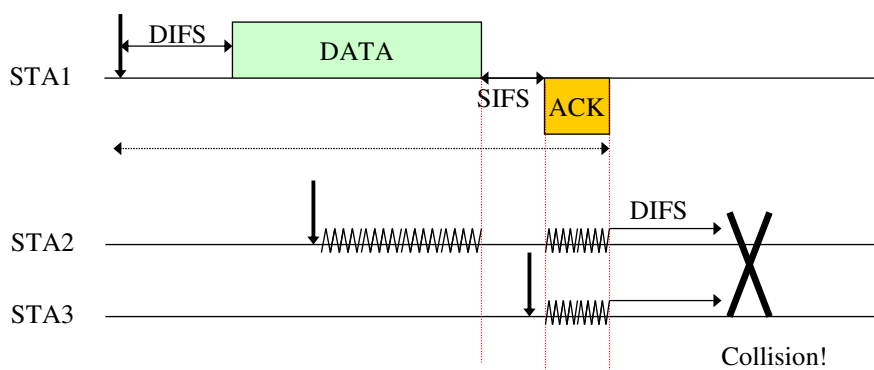 DIFS
DATA
STA1
SIFS
ACK
DIFS
STA2
STA3
Collision!